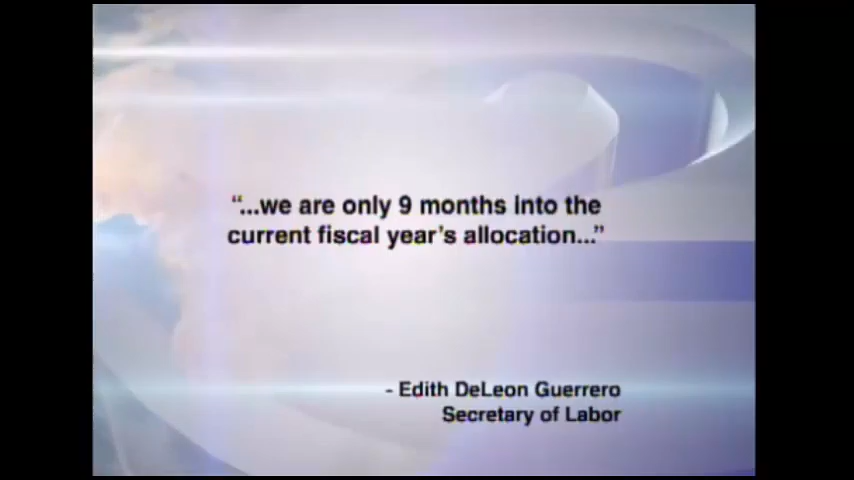 “...we are only 9 months into the
current fiscal year’s allocation...”
- Edith DeLeon Guerrero
Secretary of Labor